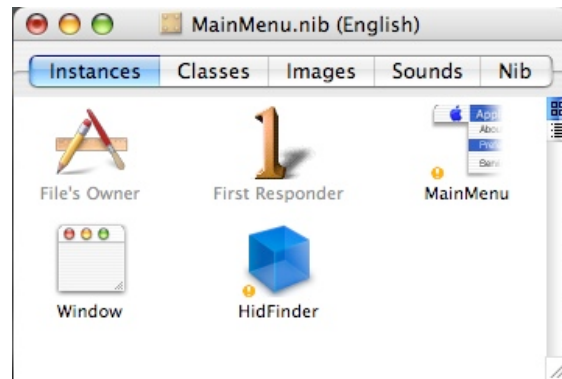 MainMenu.nib (English)
Instances Classes Images Sounds Nib
File's Owner First Responder MainMenu
Window HidFinder